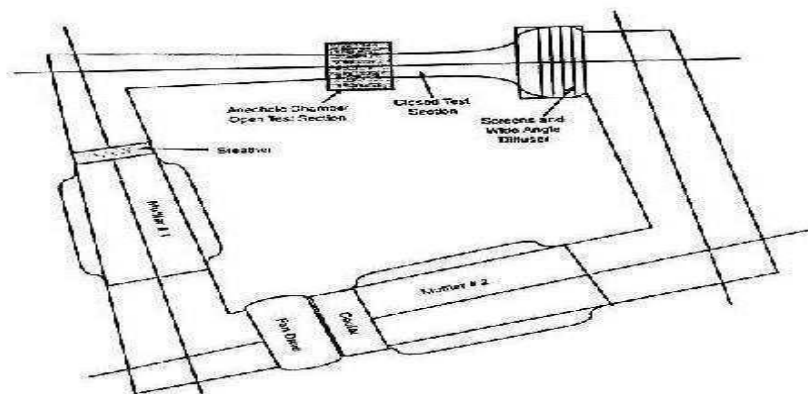 Anechoic Chamber
Open Test Section
Closed Test
Section
Screens and
Wide Angle
Diffuser
Breather
Muffler # 1
Muffler # 2
Fan Drive
Cooler